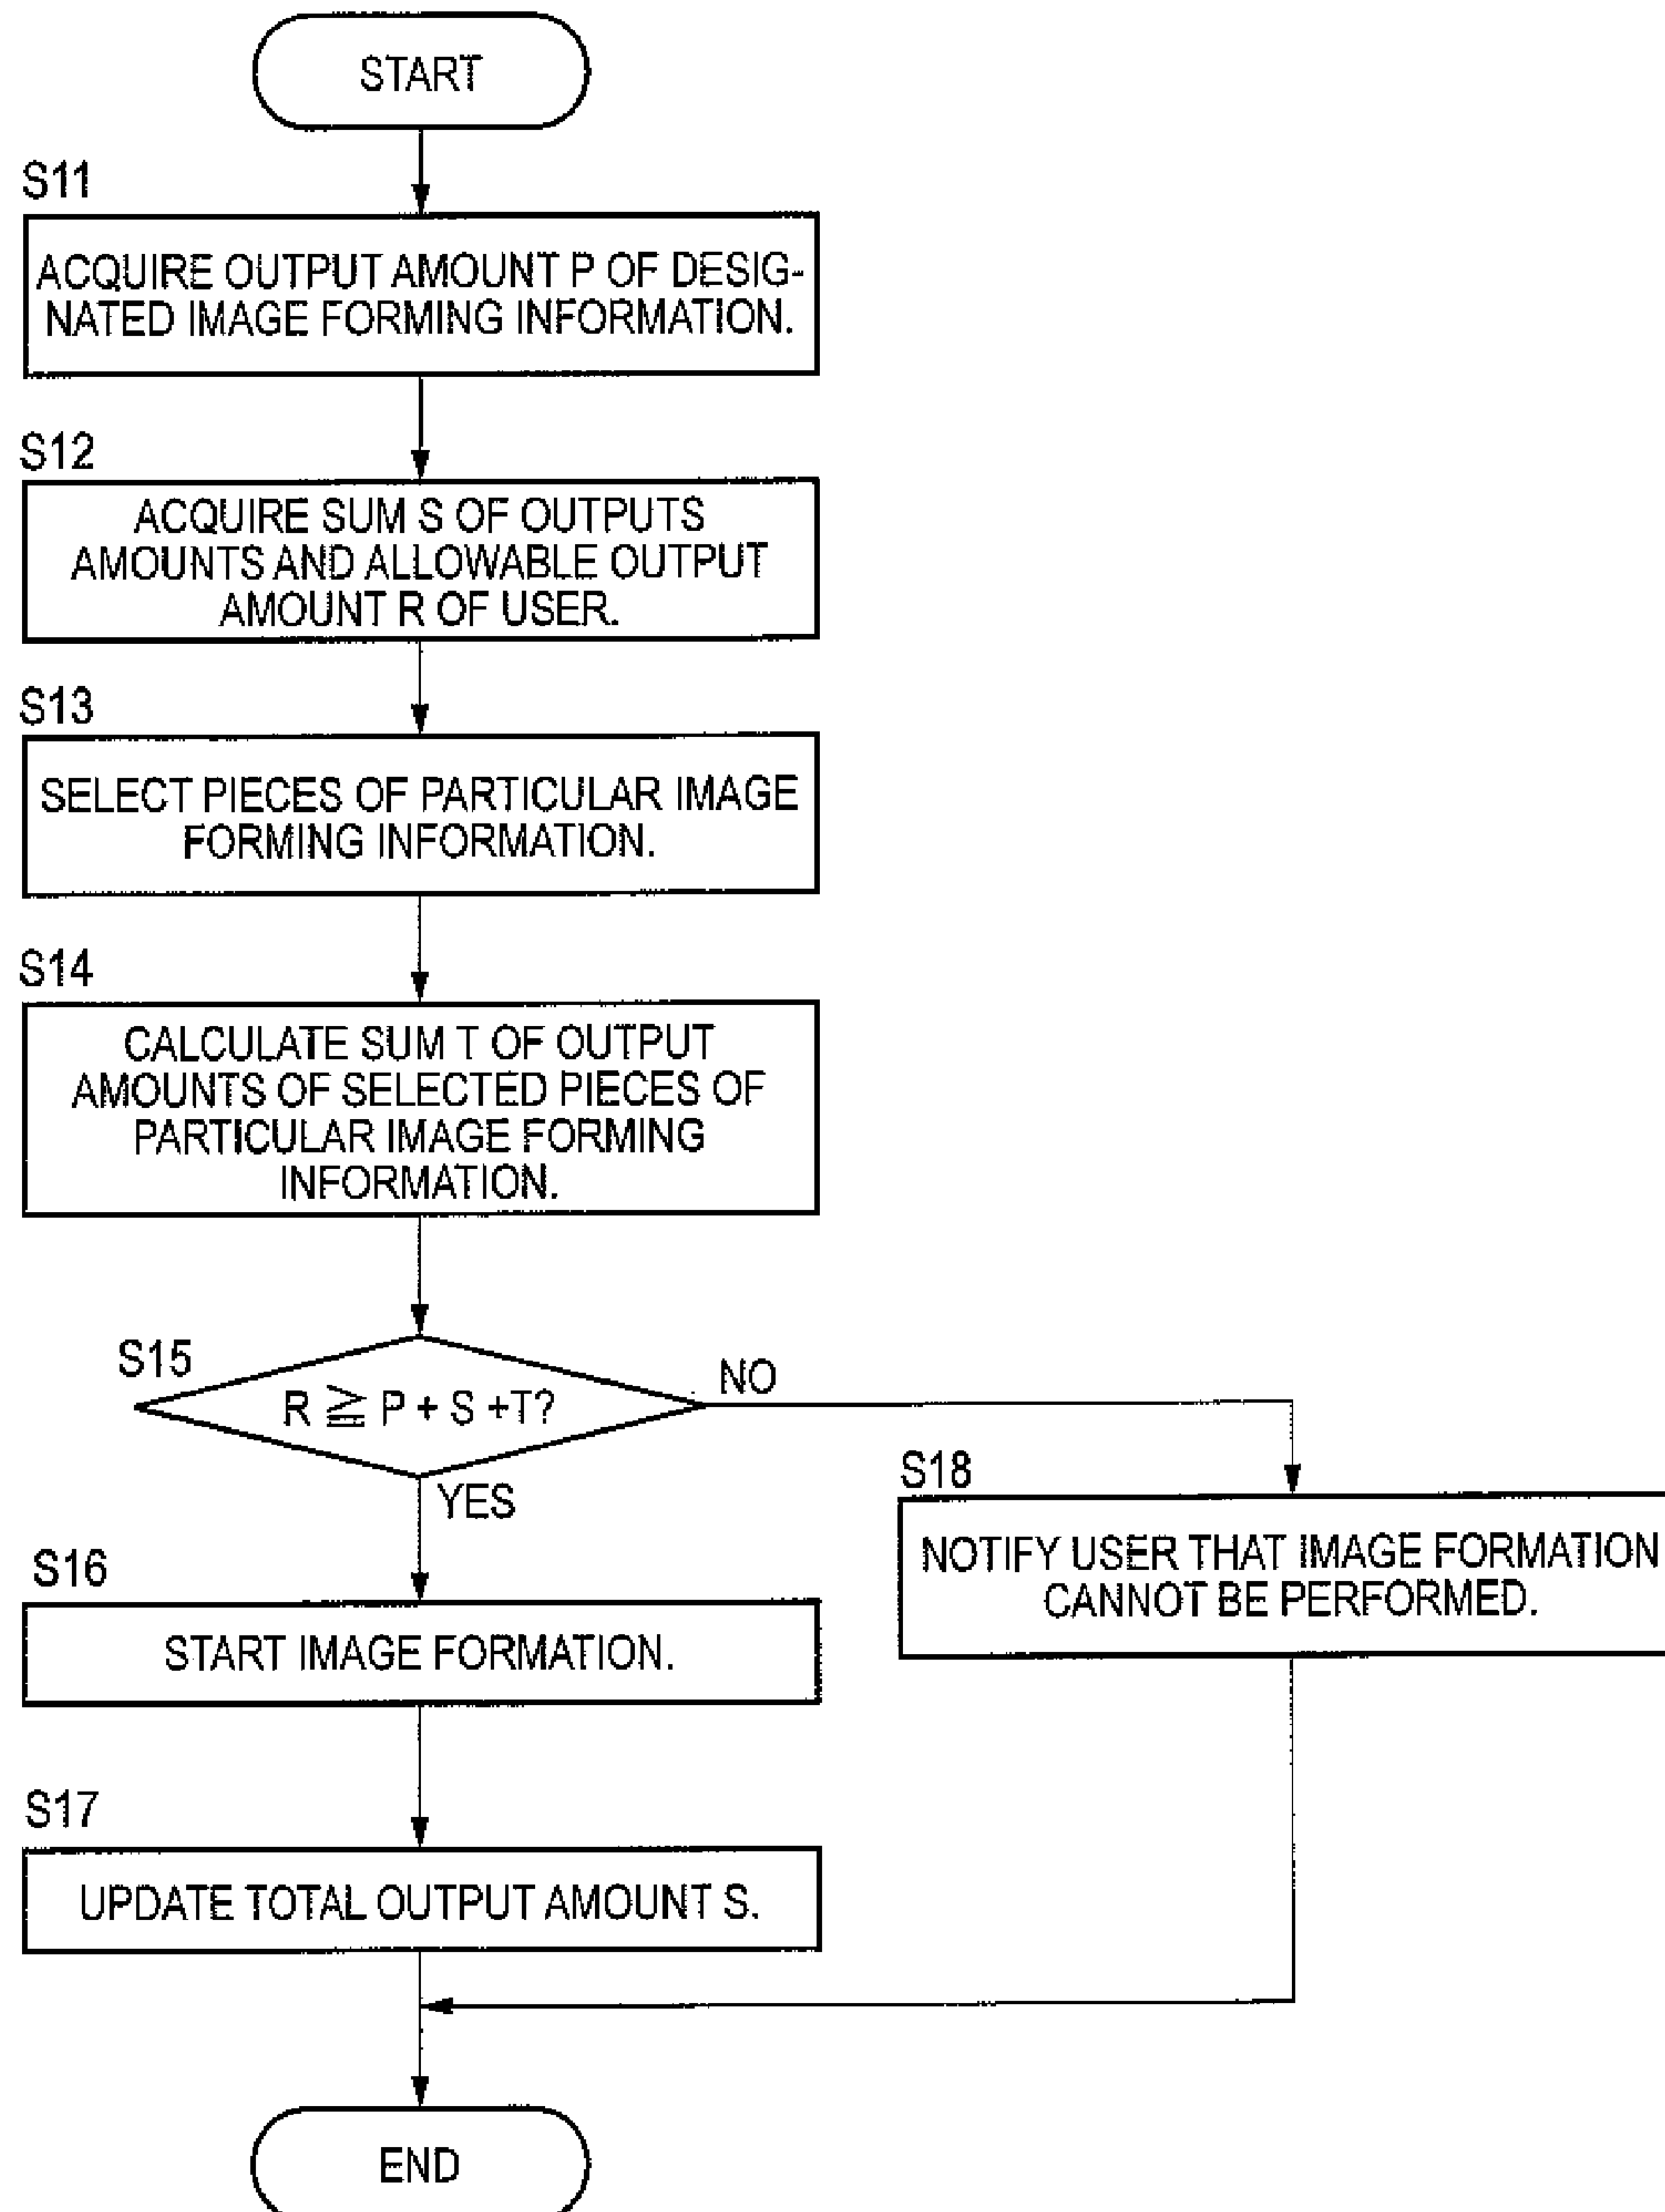 START
S11
ACQUIRE OUTPUT AMOUNT P OF DESIG-
NATED IMAGE FORMING INFORMATION.
S12
ACQUIRE SUM S OF OUTPUTS
AMOUNTS AND ALLOWABLE OUTPUT
AMOUNT R OF USER.
S13
SELECT PIECES OF PARTICULAR IMAGE
FORMING INFORMATION.
S14
CALCULATE SUM T OF OUTPUT
AMOUNTS OF SELECTED PIECES OF
PARTICULAR IMAGE FORMING
INFORMATION.
S15
R ≧ P + S +T?
NO
YES
S18
NOTIFY USER THAT IMAGE FORMATION
CANNOT BE PERFORMED.
S16
START IMAGE FORMATION.
S17
UPDATE TOTAL OUTPUT AMOUNT S.
END